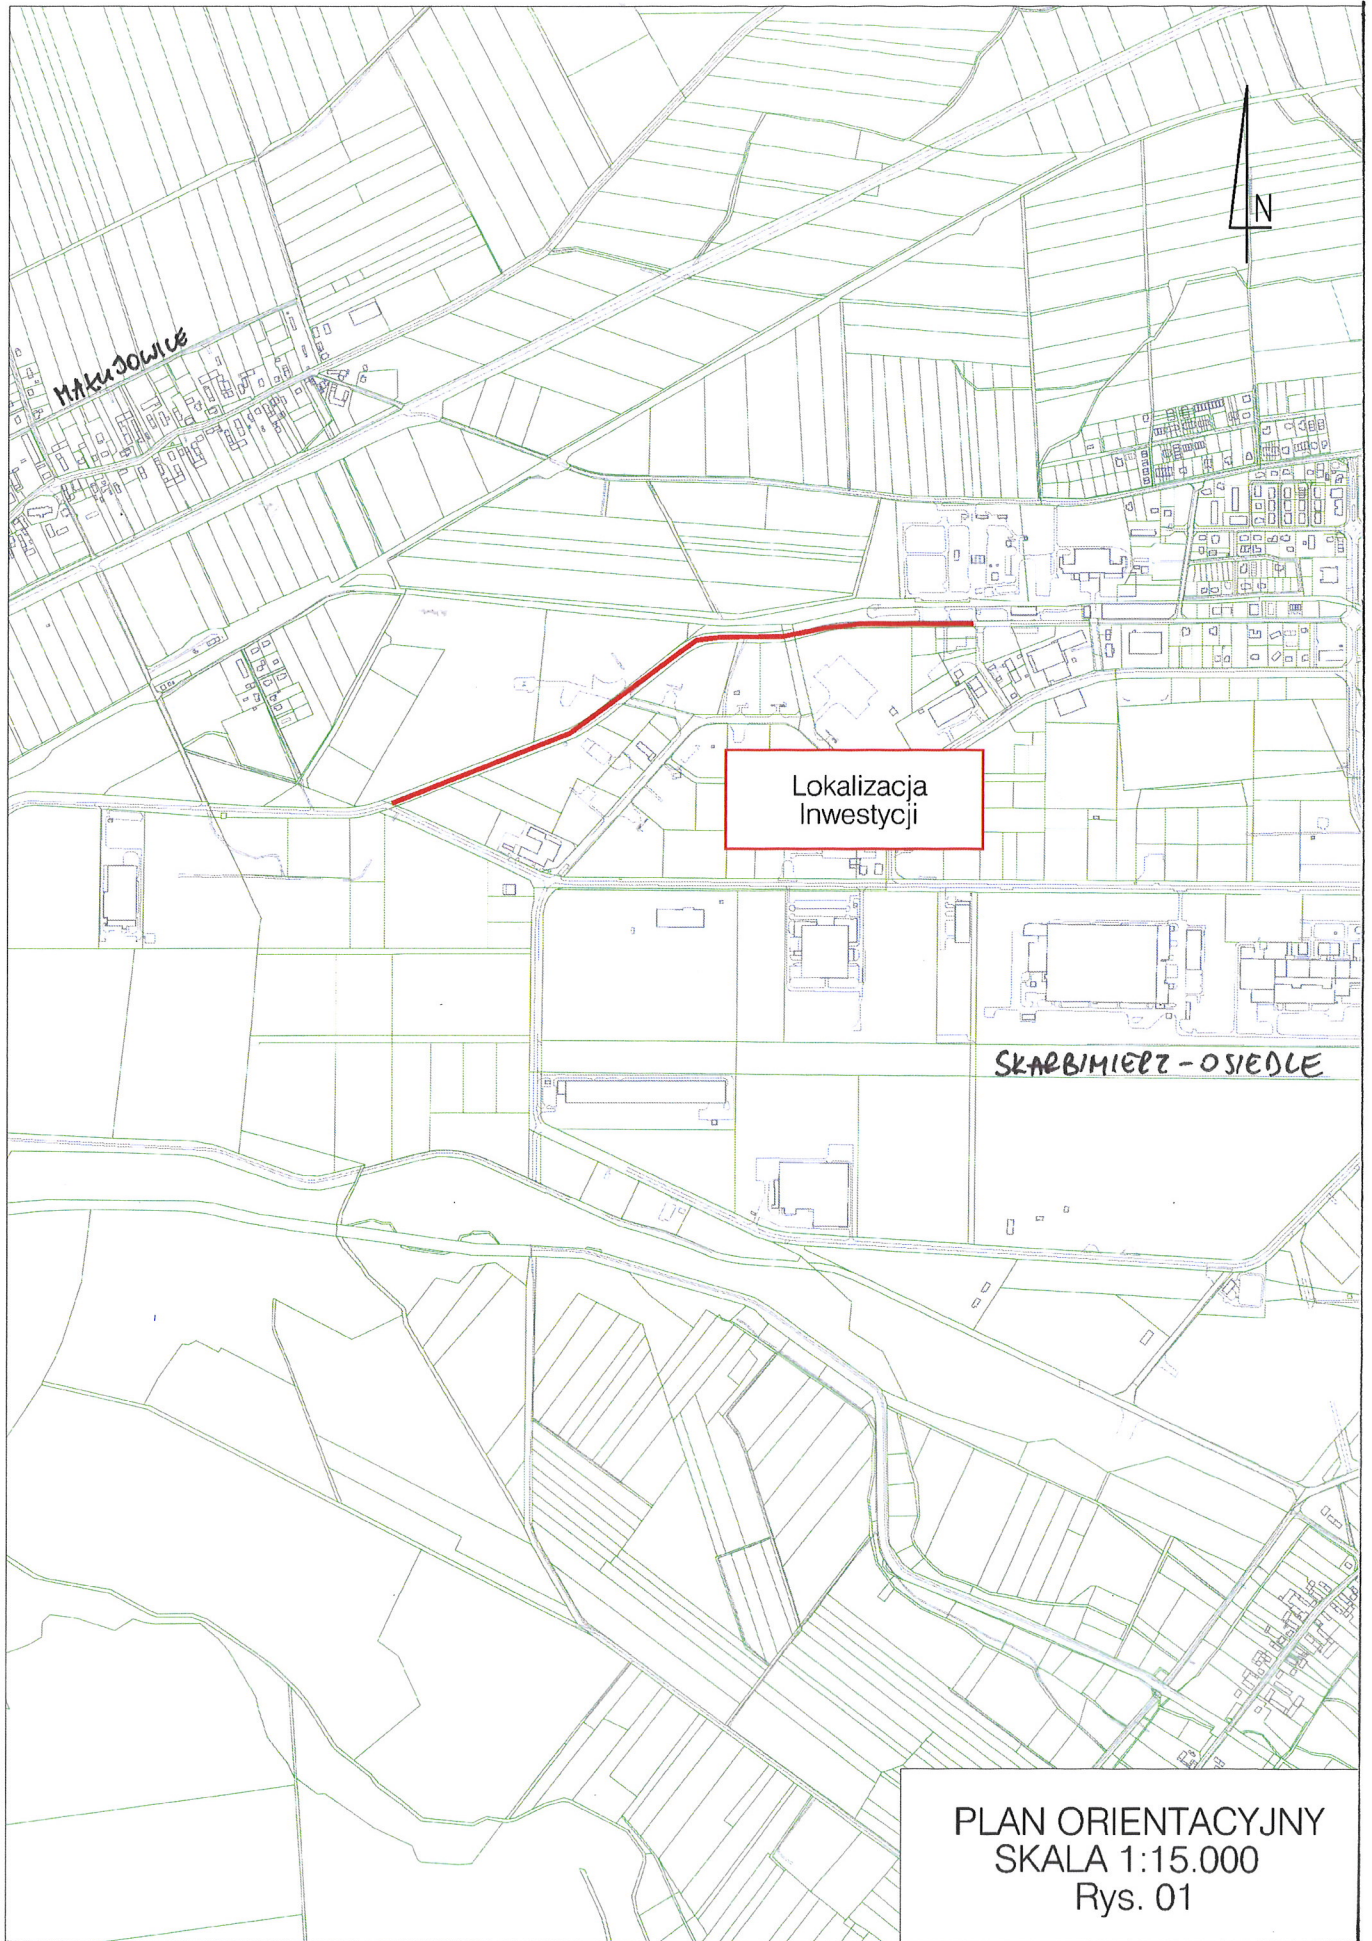 N
MAŁUJOWICE
Lokalizacja
Inwestycji
SKARBIMIERZ - OSIEDLE
PLAN ORIENTACYJNY
SKALA 1:15.000
Rys. 01